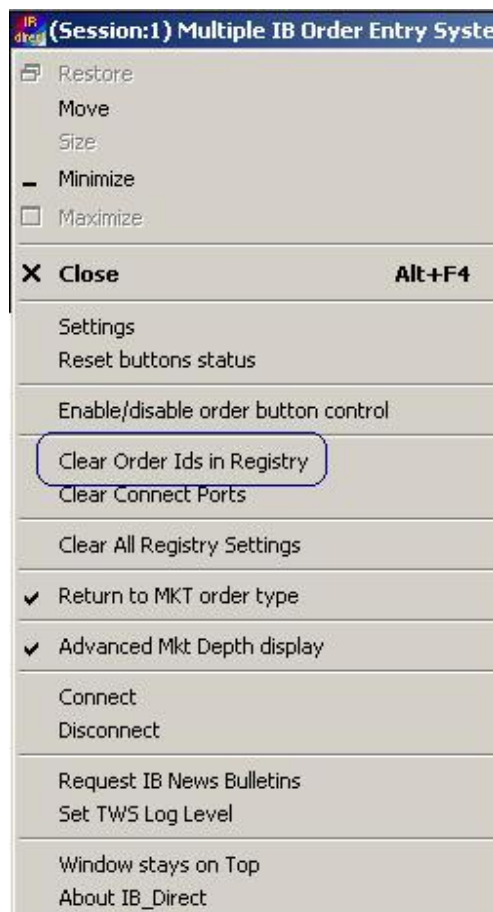 IB
direct
(Session:1) Multiple IB Order Entry Syste
Restore
Move
Size
Minimize
Maximize
Close Alt+F4
Settings
Reset buttons status
Enable/disable order button control
Clear Order Ids in Registry
Clear Connect Ports
Clear All Registry Settings
Return to MKT order type
Advanced Mkt Depth display
Connect
Disconnect
Request IB News Bulletins
Set TWS Log Level
Window stays on Top
About IB_Direct